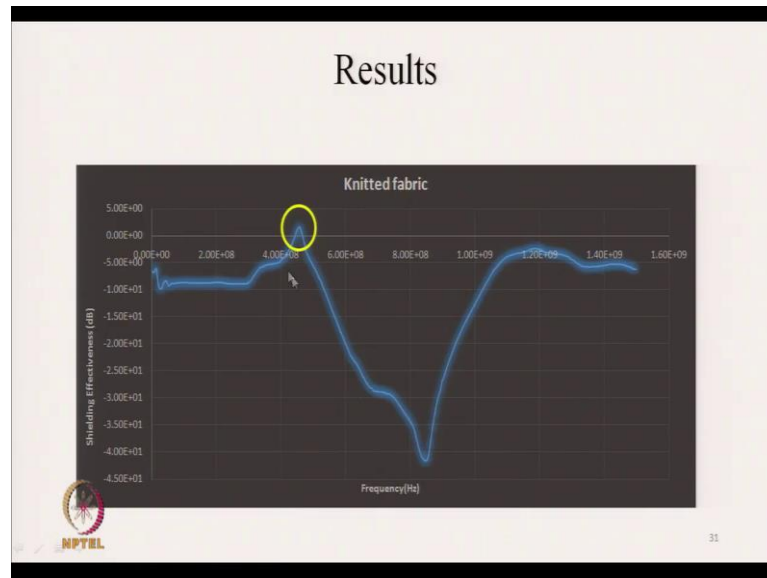 Results
Knitted fabric
5.00E+00
0.00E+00
0.00E+00 2.00E+08 4.00E+08 6.00E+08 8.00E+08 1.00E+09 1.20E+09 1.40E+09 1.60E+09
-5.00E+00
-1.00E+01
-1.50E+01
-2.00E+01
-2.50E+01
-3.00E+01
-3.50E+01
-4.00E+01
-4.50E+01
Shielding Effectiveness (dB)
Frequency(Hz)
NPTEL
31